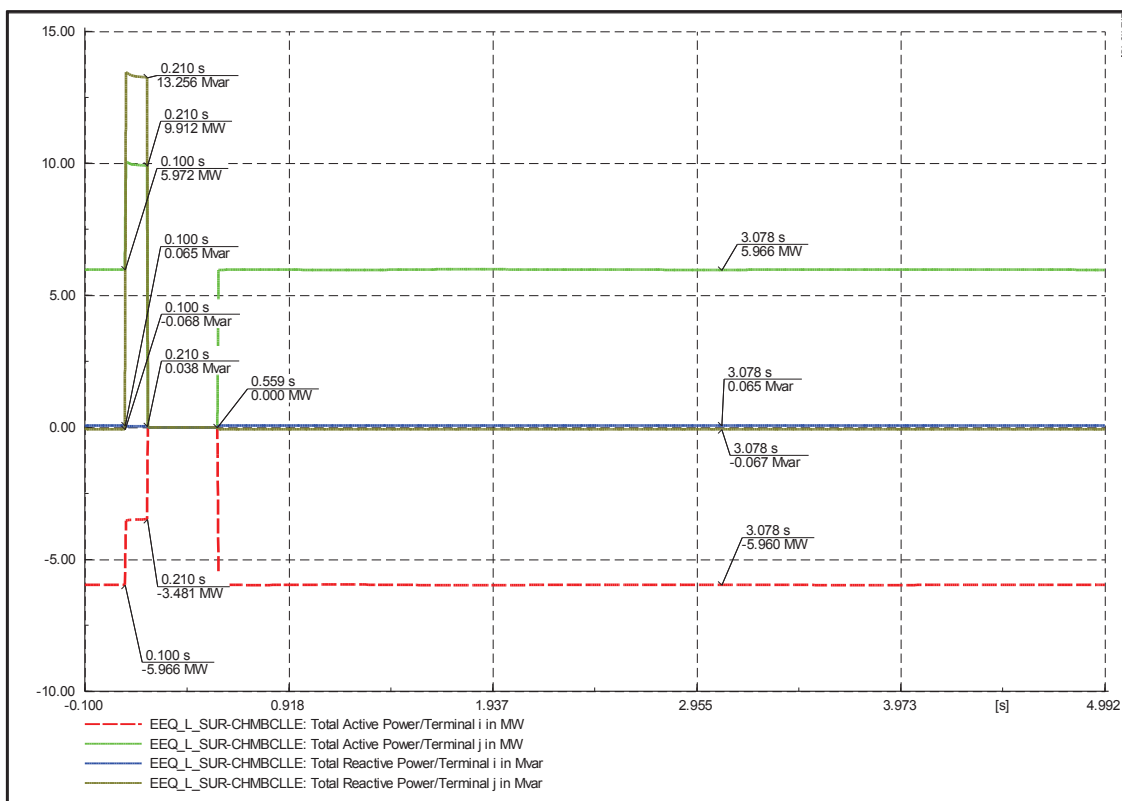 15.00
0.210 s
13.256 Mvar
0.210 s
9.912 MW
10.00
0.100 s
5.972 MW
0.100 s
0.065 Mvar
3.078 s
5.966 MW
5.00
0.100 s
-0.068 Mvar
0.210 s
0.038 Mvar
0.559 s
0.000 MW
3.078 s
0.065 Mvar
0.00
3.078 s
-0.067 Mvar
-5.00
3.078 s
-5.960 MW
0.210 s
-3.481 MW
0.100 s
-5.966 MW
-10.00
-0.100
0.918
1.937
2.955
3.973
[s]
4.992
EEQ_L_SUR-CHMBCLLE: Total Active Power/Terminal i in MW
EEQ_L_SUR-CHMBCLLE: Total Active Power/Terminal j in MW
EEQ_L_SUR-CHMBCLLE: Total Reactive Power/Terminal i in Mvar
EEQ_L_SUR-CHMBCLLE: Total Reactive Power/Terminal j in Mvar